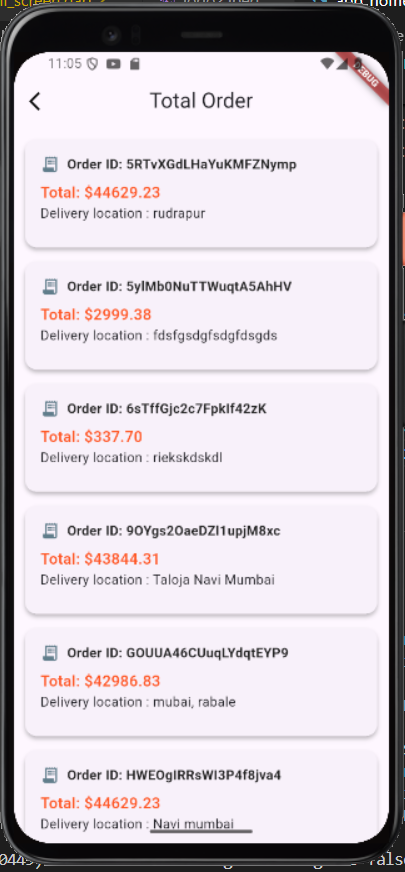 11:05
DEBUG
Total Order
Order ID: 5RTvXGdLHaYuKMFZNymp
Total: $44629.23
Delivery location : rudrapur
Order ID: 5ylMb0NuTTWuqtA5AhHV
Total: $2999.38
Delivery location : fdsfgsdgfsdgfdsgds
Order ID: 6sTffGjc2c7FpkIf42zK
Total: $337.70
Delivery location : riekskdskdl
Order ID: 9OYgs2OaeDZI1upjM8xc
Total: $43844.31
Delivery location : Taloja Navi Mumbai
Order ID: GOUUA46CUuqLYdqtEYP9
Total: $42986.83
Delivery location : mubai, rabale
Order ID: HWEOgIRRsWI3P4f8jva4
Total: $44629.23
Delivery location : Navi mumbai